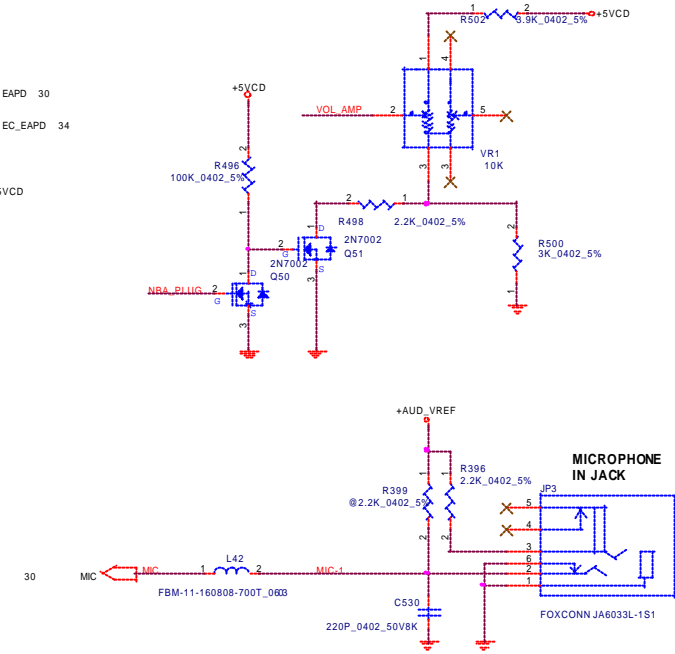 R502
1
2
3.9K_0402_5%
+5VCD
EAPD 30
+5VCD
1
4
VOL_AMP
2
5
EC_EAPD 34
VR1
10K
2
R496
100K_0402_5%
3
3
5VCD
1
2
1
R498
2.2K_0402_5%
2
1
D
2
G
2N7002
Q51
R500
3K_0402_5%
S
3
2N7002
Q50
1
D
NBA_PLUG
2
G
S
1
3
+AUD_VREF
MICROPHONE
IN JACK
1
1
R396
2.2K_0402_5%
R399
@2.2K_0402_5%
JP3
5
4
2
2
3
6
2
1
30
MIC
MIC
1
L42
2
MIC-1
FBM-11-160808-700T_0603
C530
220P_0402_50V8K
FOXCONN JA6033L-1S1